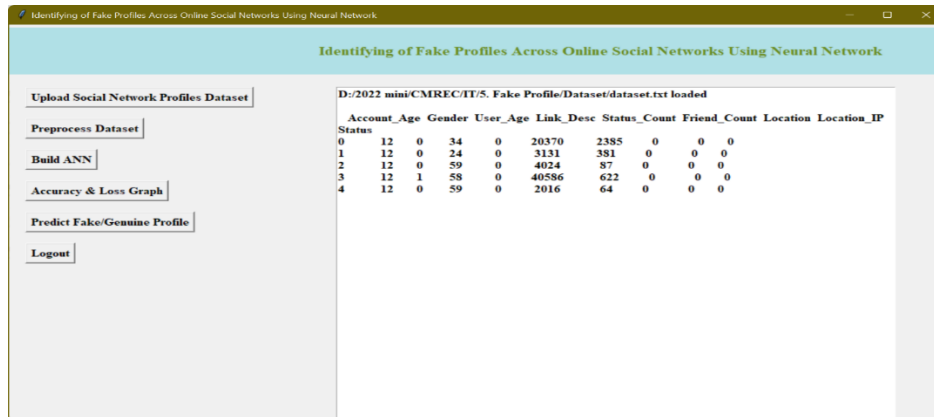 Identifying of Fake Profiles Across Online Social Networks Using Neural Network
Identifying of Fake Profiles Across Online Social Networks Using Neural Network
Upload Social Network Profiles Dataset
Preprocess Dataset
Build ANN
Accuracy & Loss Graph
Predict Fake/Genuine Profile
Logout
D:/2022 mini/CMREC/IT/5. Fake Profile/Dataset/dataset.txt loaded
Account_Age Gender User_Age Link_Desc Status_Count Friend_Count Location Location_IP
Status
0 12 0 34 0 20370 2385 0 0 0
1 12 0 24 0 3131 381 0 0 0
2 12 0 59 0 4024 87 0 0 0
3 12 1 58 0 40586 622 0 0 0
4 12 0 59 0 2016 64 0 0 0